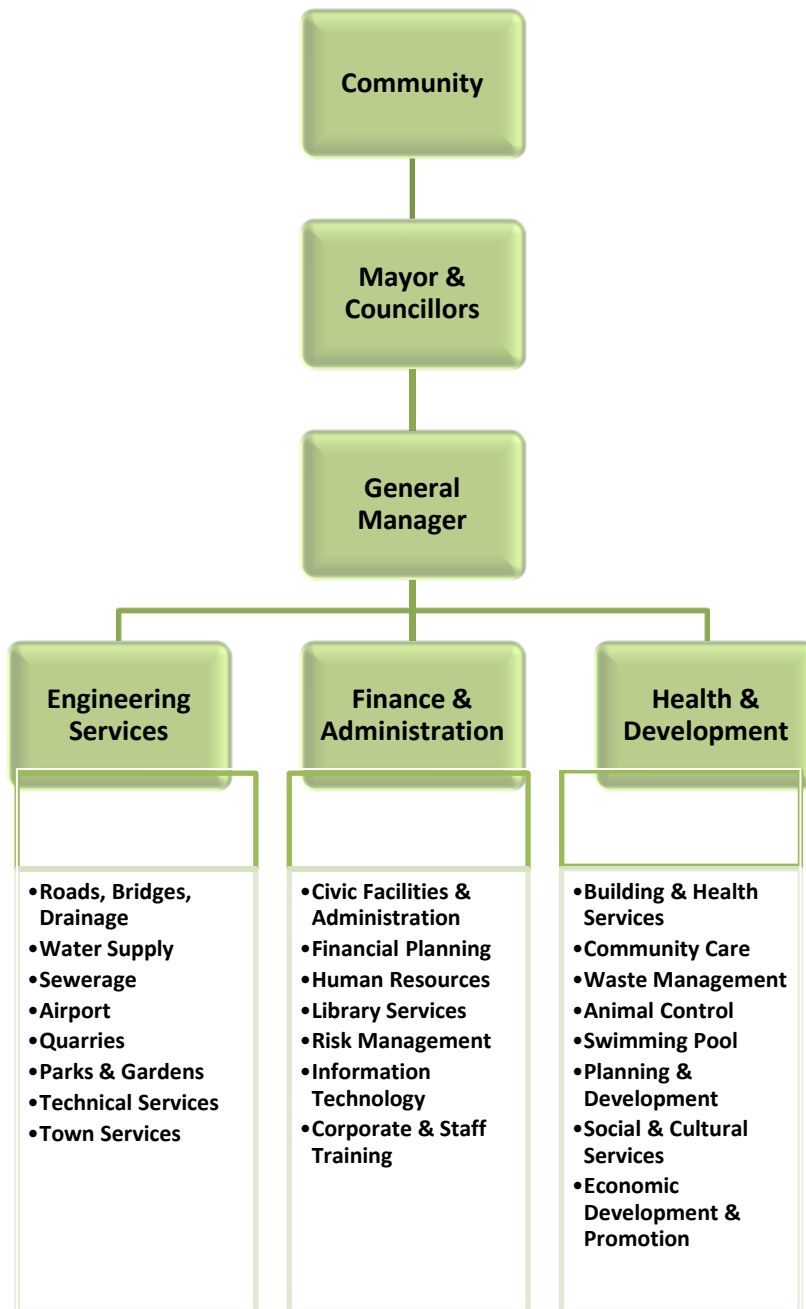 Community
Mayor &
Councillors
General
Manager
Engineering
Services
Finance &
Administration
Health &
Development
•Roads, Bridges,
Drainage
•Water Supply
•Sewerage
•Airport
•Quarries
•Parks & Gardens
•Technical Services
•Town Services
•Civic Facilities &
Administration
•Financial Planning
•Human Resources
•Library Services
•Risk Management
•Information
Technology
•Corporate & Staff
Training
•Building & Health
Services
•Community Care
•Waste Management
•Animal Control
•Swimming Pool
•Planning &
Development
•Social & Cultural
Services
•Economic
Development &
Promotion